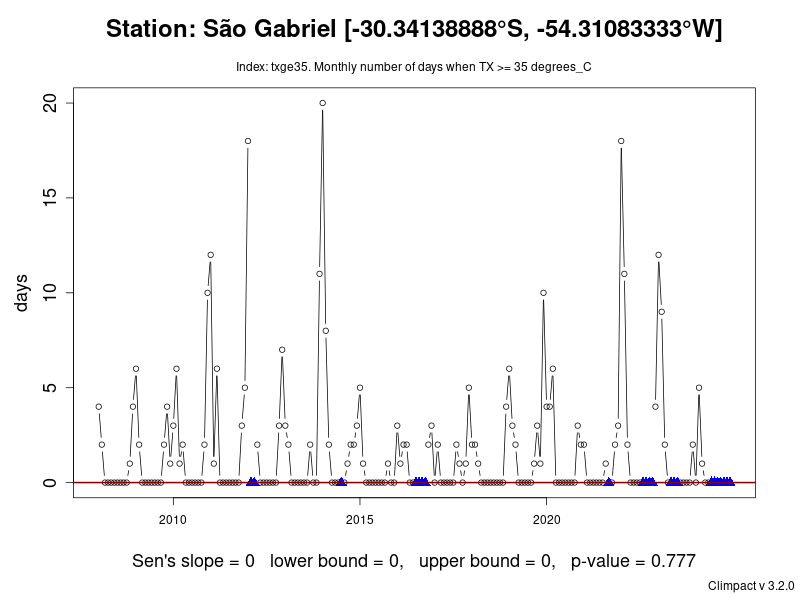 Station: São Gabriel [-30.34138888°S, -54.31083333°W]
Index: txge35. Monthly number of days when TX >= 35 degrees_C
20
15
10
5
0
days
2010 2015 2020
Sen's slope = 0 lower bound = 0, upper bound = 0, p-value = 0.777
Climpact v 3.2.0